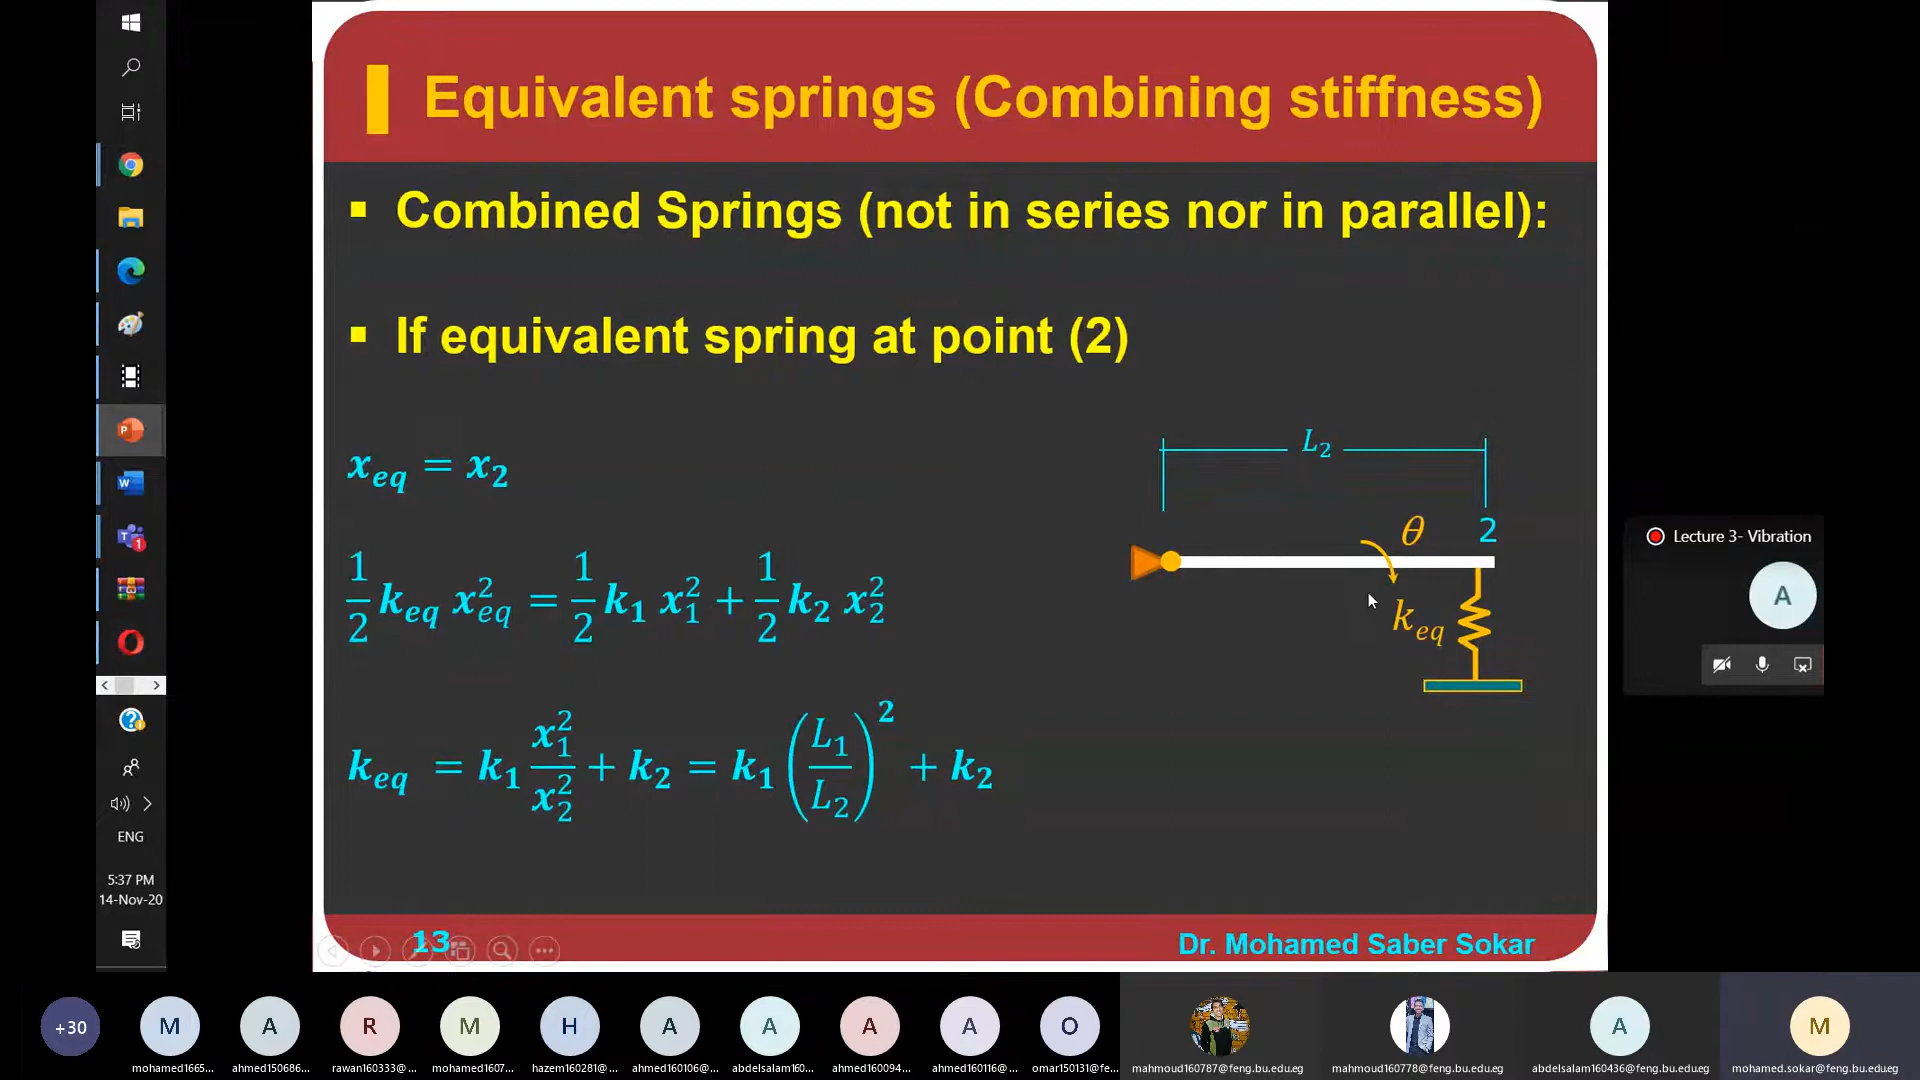 Equivalent springs (Combining stiffness)
▪ Combined Springs (not in series nor in parallel):
▪ If equivalent spring at point (2)
x_eq = x_2
1/2 k_eq x_eq^2 = 1/2 k_1 x_1^2 + 1/2 k_2 x_2^2
k_eq = k_1 x_1^2/x_2^2 + k_2 = k_1 (L_1/L_2)^2 + k_2
L_2
θ
2
k_eq
13
Dr. Mohamed Saber Sokar
ENG
5:37 PM
14-Nov-20
Lecture 3- Vibration
A
+30
M
A
R
M
H
A
A
A
A
O
A
M
mohamed1665...
ahmed150686...
rawan160333@...
mohamed1607...
hazem160281@...
ahmed160106@...
abdelsalam160...
ahmed160094...
ahmed160116@...
omar150131@fe...
mahmoud160787@feng.bu.edu.eg
mahmoud160778@feng.bu.edu.eg
abdelsalam160436@feng.bu.edu.eg
mohamed.sokar@feng.bu.edu.eg